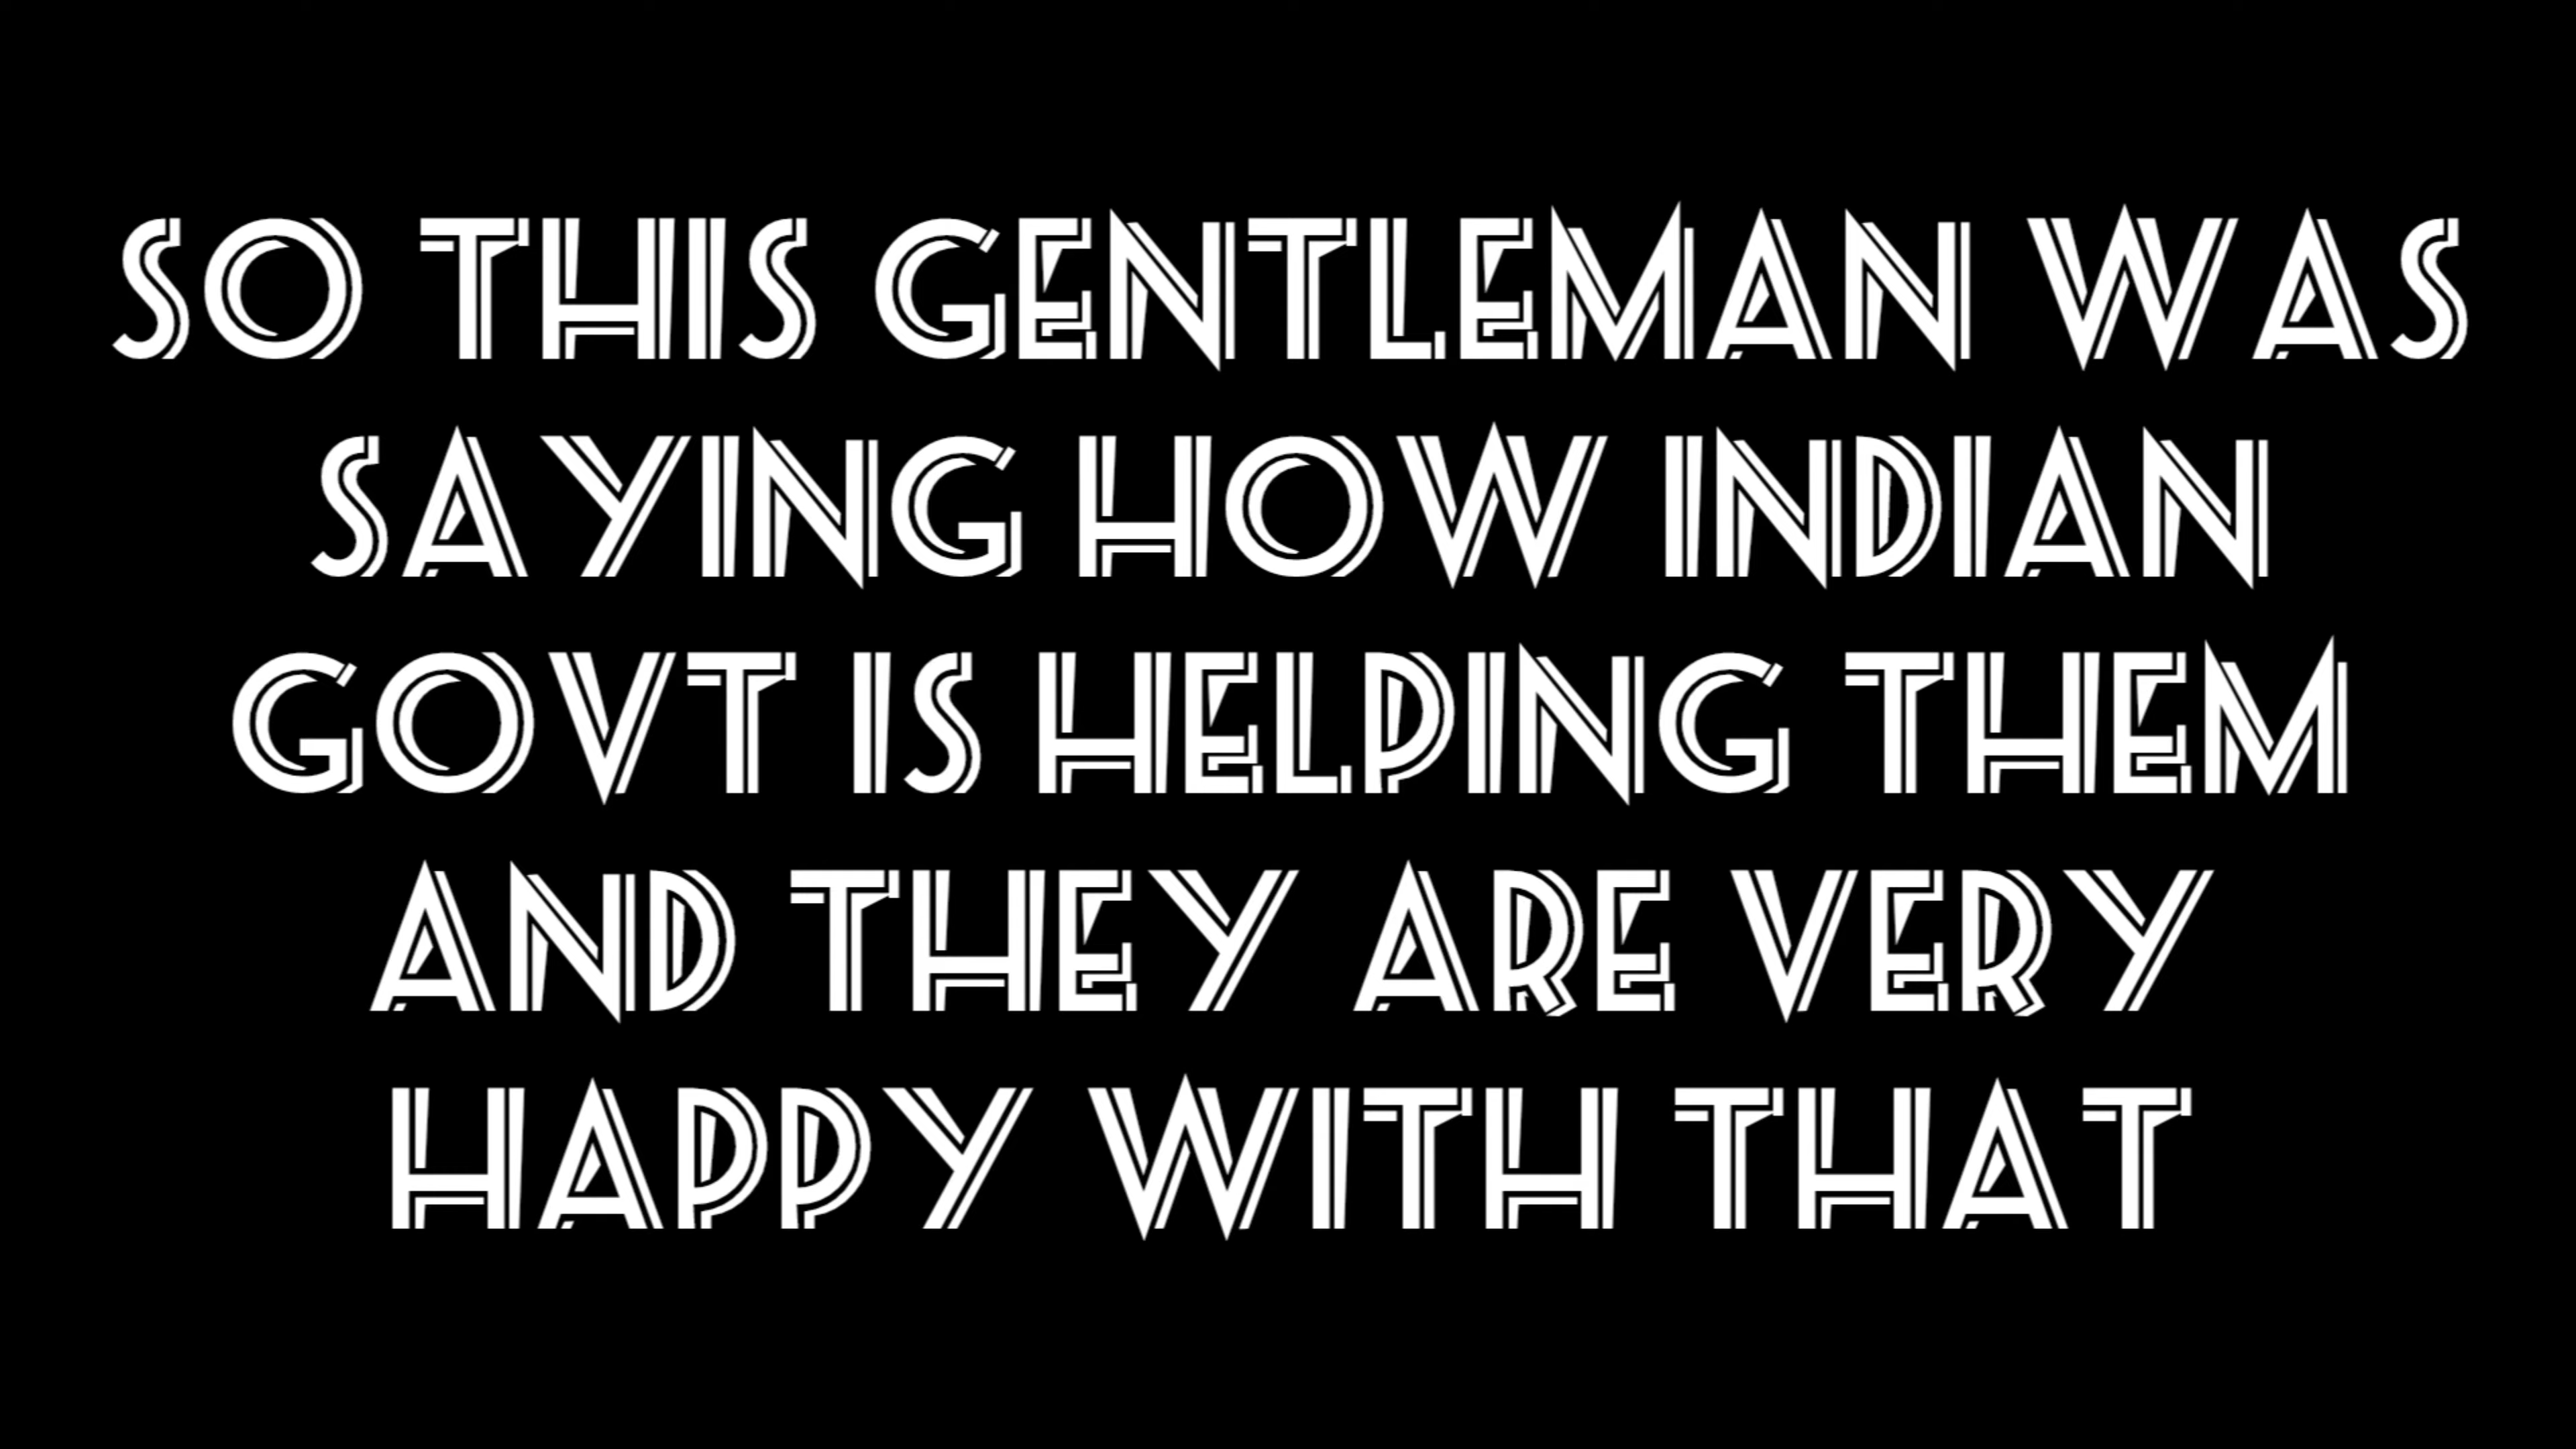 SO THIS GENTLEMAN WAS
SAYING HOW INDIAN
GOVT IS HELPING THEM
AND THEY ARE VERY
HAPPY WITH THAT